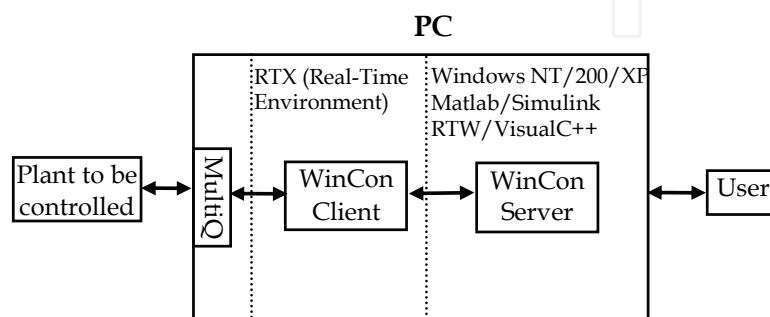 PC
RTX (Real-Time
Environment)
Windows NT/200/XP
Matlab/Simulink
RTW/VisualC++
Plant to be
controlled
MultiQ
WinCon
Client
WinCon
Server
User